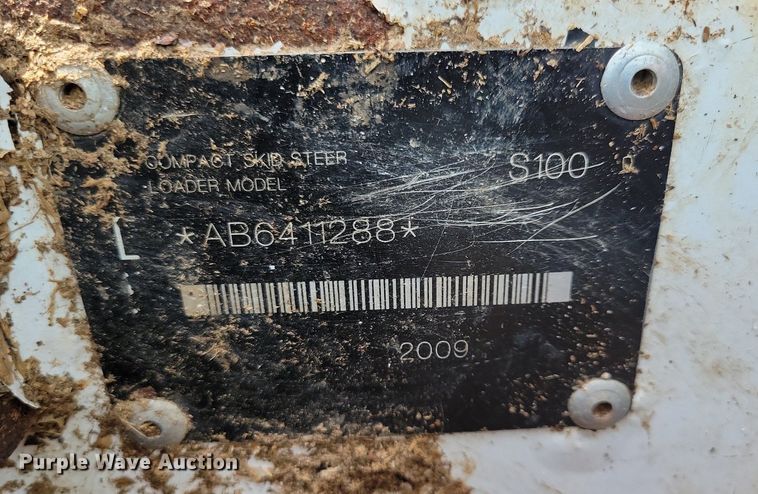 COMPACT SKID STEER
LOADER MODEL S100
L *AB6411288*
2009
Purple Wave Auction